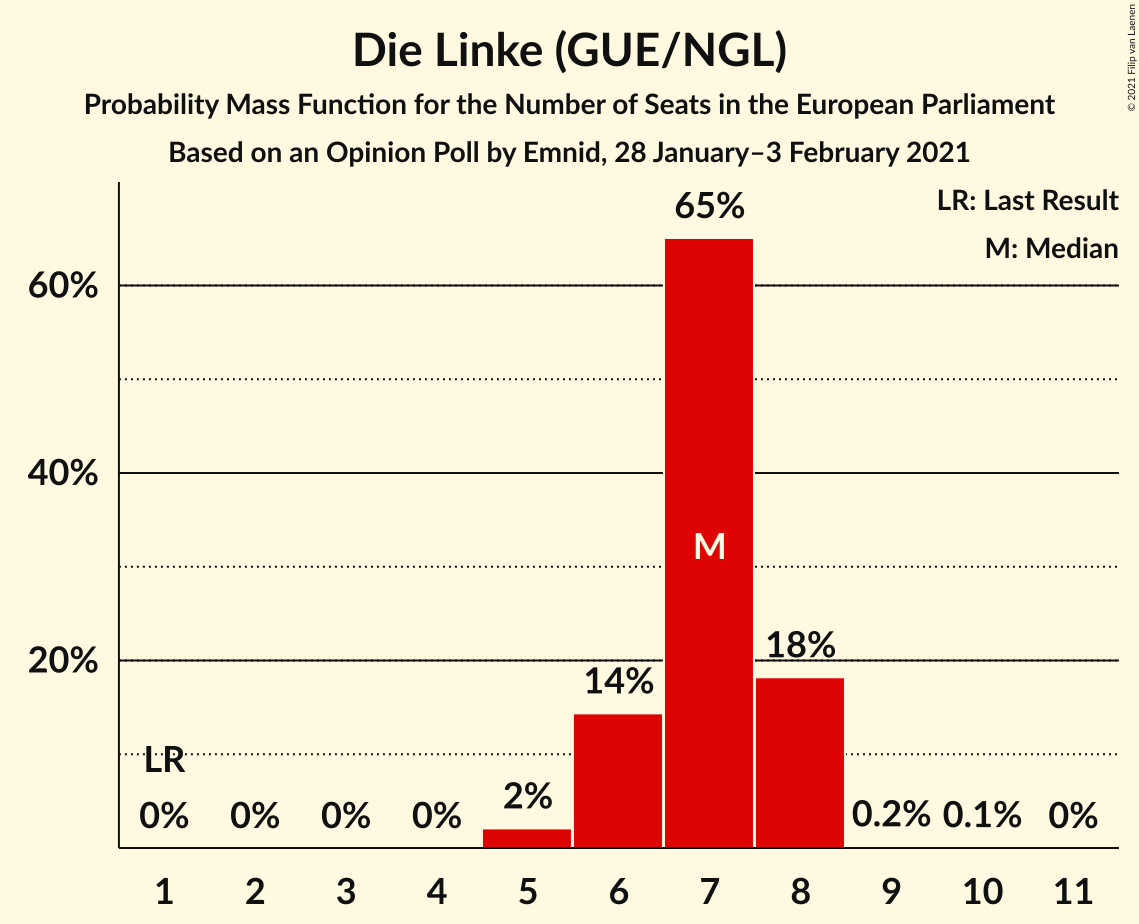 Die Linke (GUE/NGL)
Probability Mass Function for the Number of Seats in the European Parliament
Based on an Opinion Poll by Emnid, 28 January–3 February 2021
© 2021 Filip van Laenen
LR: Last Result
M: Median
60%
40%
20%
65%
M
18%
14%
LR
2%
0% 0% 0% 0% 0.2% 0.1% 0%
1 2 3 4 5 6 7 8 9 10 11